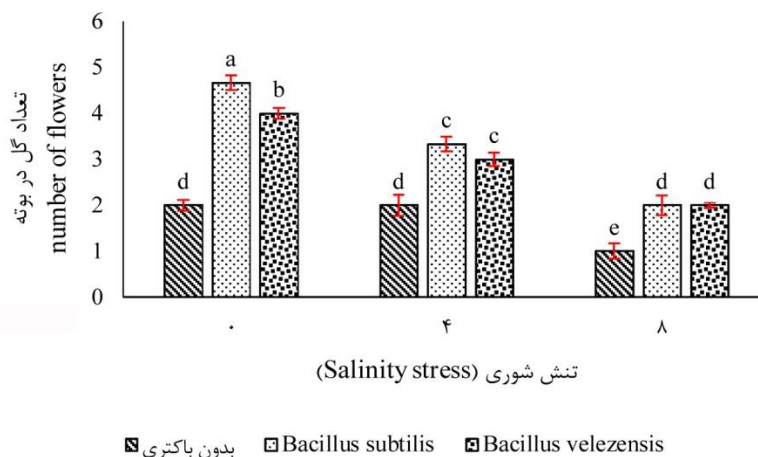 تعداد گل در بوته
number of flowers
6
5
4
3
2
1
0
d
a
b
d
c
c
e
d
d
۰
۴
۸
تنش شوری (Salinity stress)
بدون باکتری
Bacillus subtilis
Bacillus velezensis